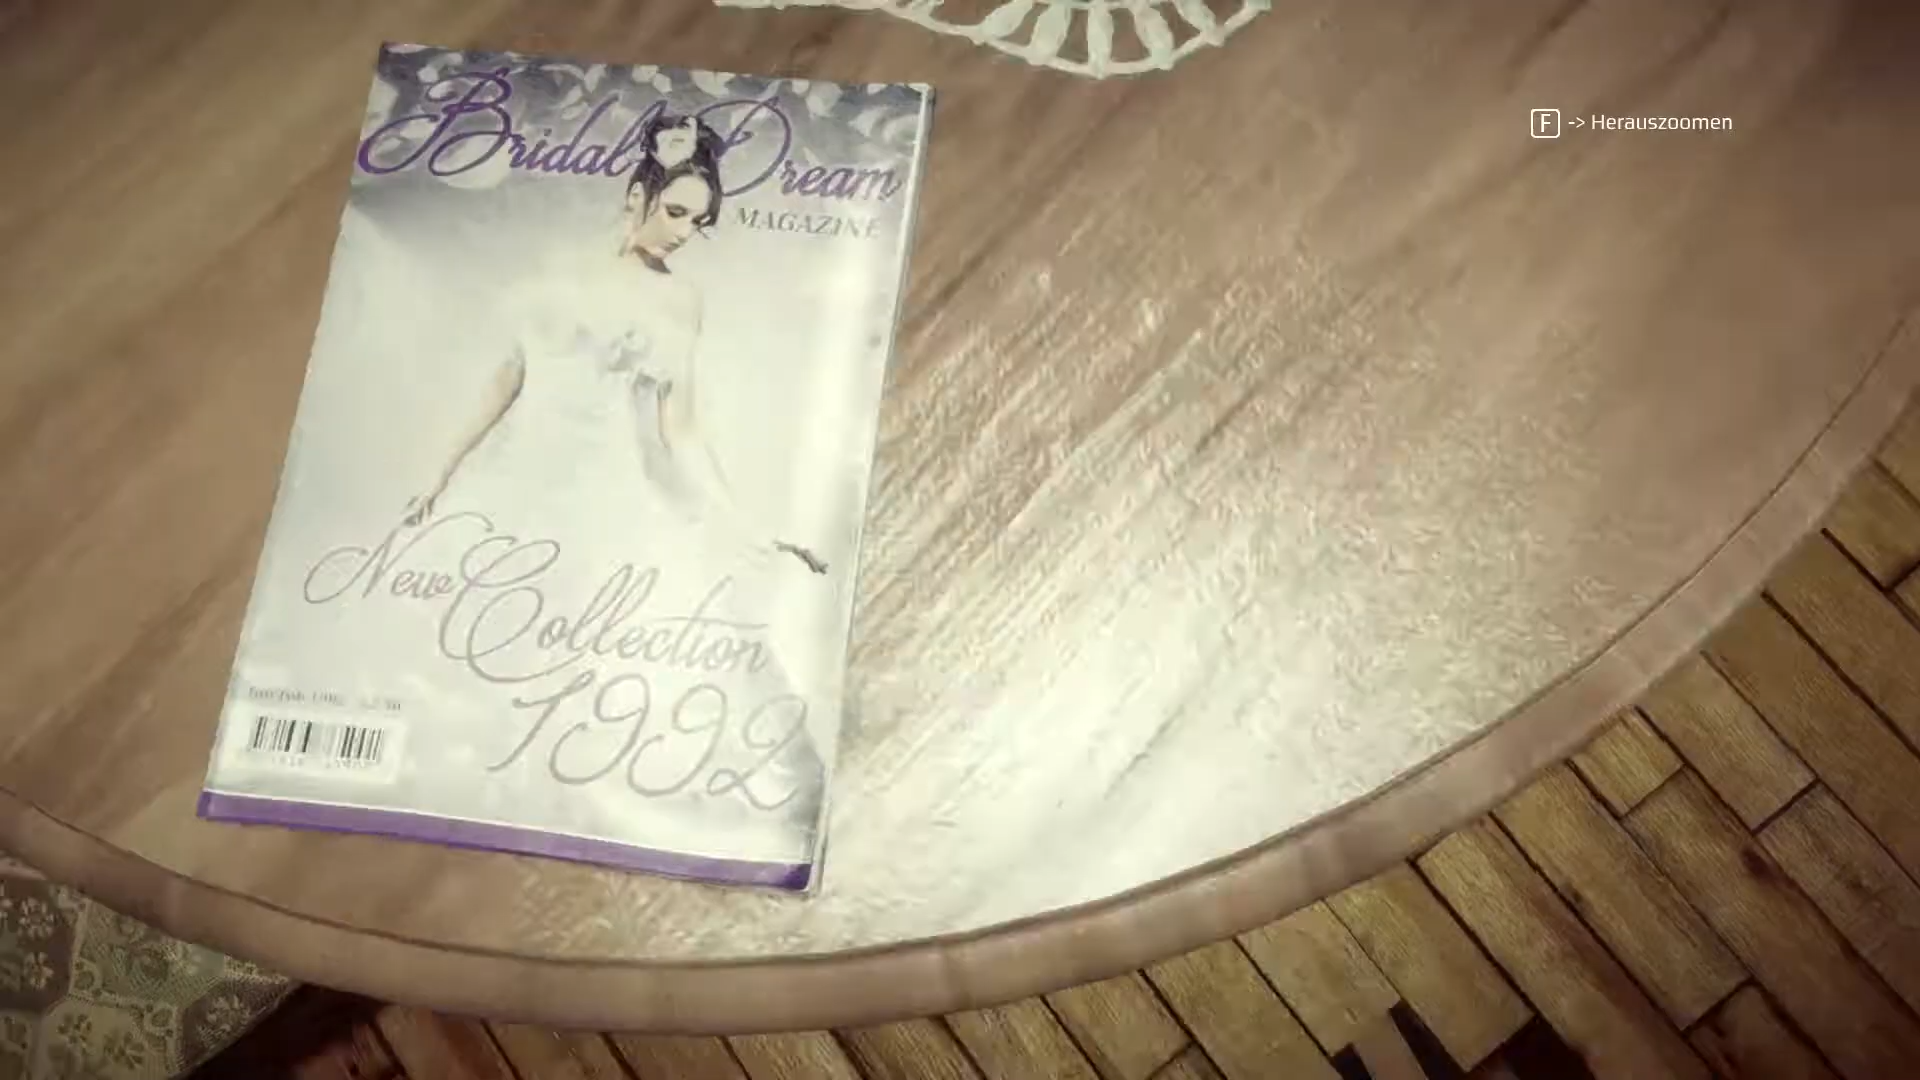 Bridal Dream
MAGAZINE
F -> Herauszoomen
New Collection
1992